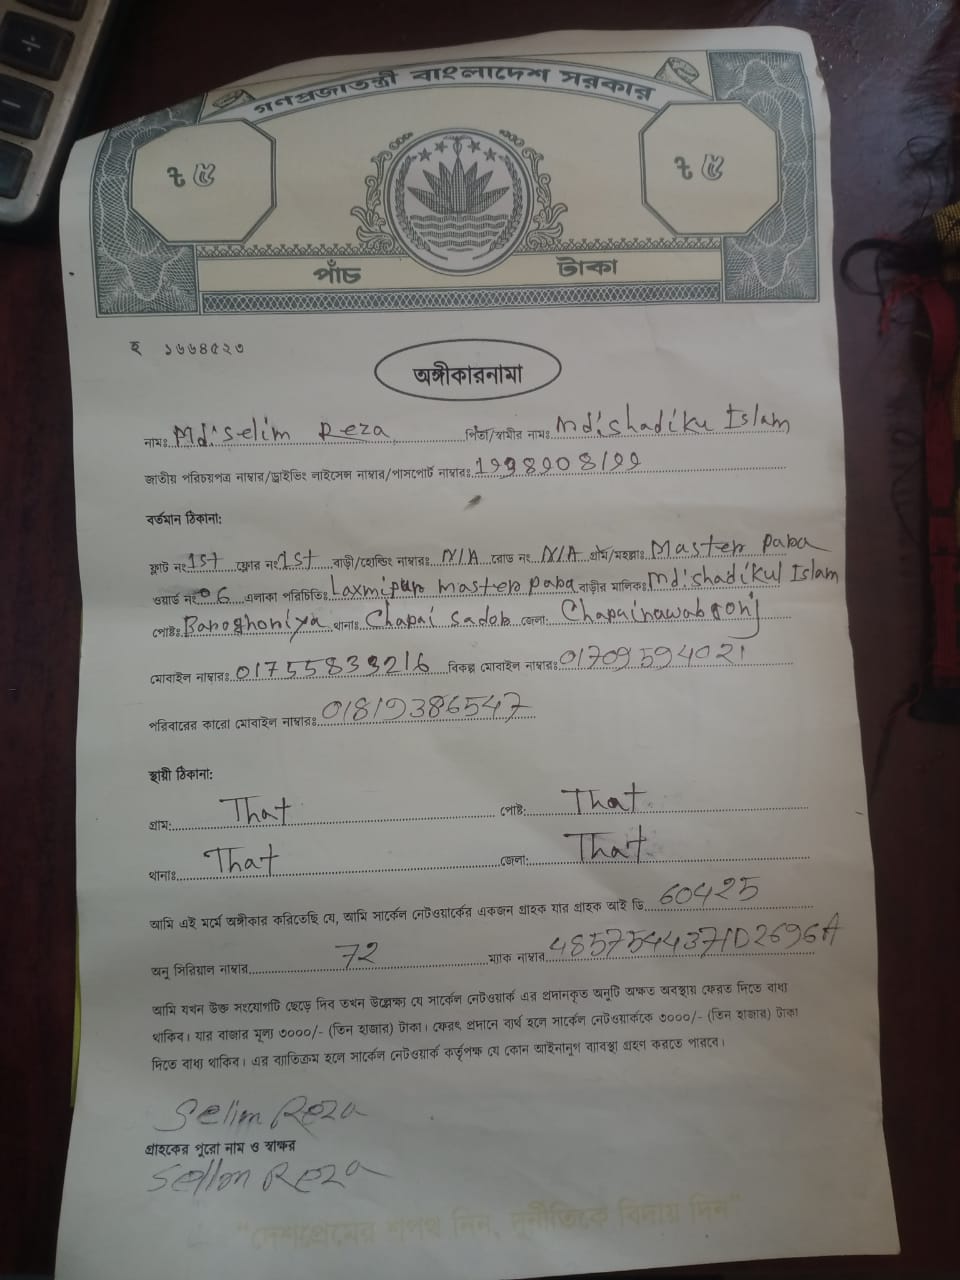 গণপ্রজাতন্ত্রী বাংলাদেশ সরকার
৳ ৫ ৳ ৫
পাঁচ টাকা
হ ১৬৬৪৫২৩
অঙ্গীকারনামা
নামঃ Md: Selim Reza পিতা/স্বামীর নামঃ Md: shadiku Islam
জাতীয় পরিচয়পত্র নাম্বার/ড্রাইভিং লাইসেন্স নাম্বার/পাসপোর্ট নাম্বারঃ
বর্তমান ঠিকানা:
ফ্লাট নং 1st ফ্লোর নং 1st বাড়ী/হোল্ডিং নাম্বারঃ N/A রোড নং N/A গ্রাম/মহল্লাঃ Master para
ওয়ার্ড নং 06 এলাকা পরিচিতিঃ Laxmipur master para বাড়ীর মালিকঃ Md: shadikul Islam
পোষ্টঃ Baroghoriya থানাঃ Chapai Sador জেলা: Chapainawabgonj
মোবাইল নাম্বারঃ 01755833216 বিকল্প মোবাইল নাম্বারঃ 01709594021
পরিবারের কারো মোবাইল নাম্বারঃ 01819386547
স্থায়ী ঠিকানা:
গ্রাম: That পোষ্ট: That
থানাঃ That জেলা: That
আমি এই মর্মে অঙ্গীকার করিতেছি যে, আমি সার্কেল নেটওয়ার্কের একজন গ্রাহক যার গ্রাহক আই ডি 60425
অনু সিরিয়াল নাম্বার 72 ম্যাক নাম্বার 4857544371D2696A
আমি যখন উক্ত সংযোগটি ছেড়ে দিব তখন উল্লেক্ষ্য যে সার্কেল নেটওয়ার্ক এর প্রদানকৃত অনুটি অক্ষত অবস্থায় ফেরত দিতে বাধ্য
থাকিব। যার বাজার মূল্য ৩০০০/- (তিন হাজার) টাকা। ফেরৎ প্রদানে ব্যর্থ হলে সার্কেল নেটওয়ার্ককে ৩০০০/- (তিন হাজার) টাকা
দিতে বাধ্য থাকিব। এর ব্যাতিক্রম হলে সার্কেল নেটওয়ার্ক কর্তৃপক্ষ যে কোন আইনানুগ ব্যাবস্থা গ্রহণ করতে পারবে।
Selim Reza
গ্রাহকের পুরো নাম ও স্বাক্ষর
Selim Reza
"দেশপ্রেমের শপথ নিন, দুর্নীতিকে বিদায় দিন"